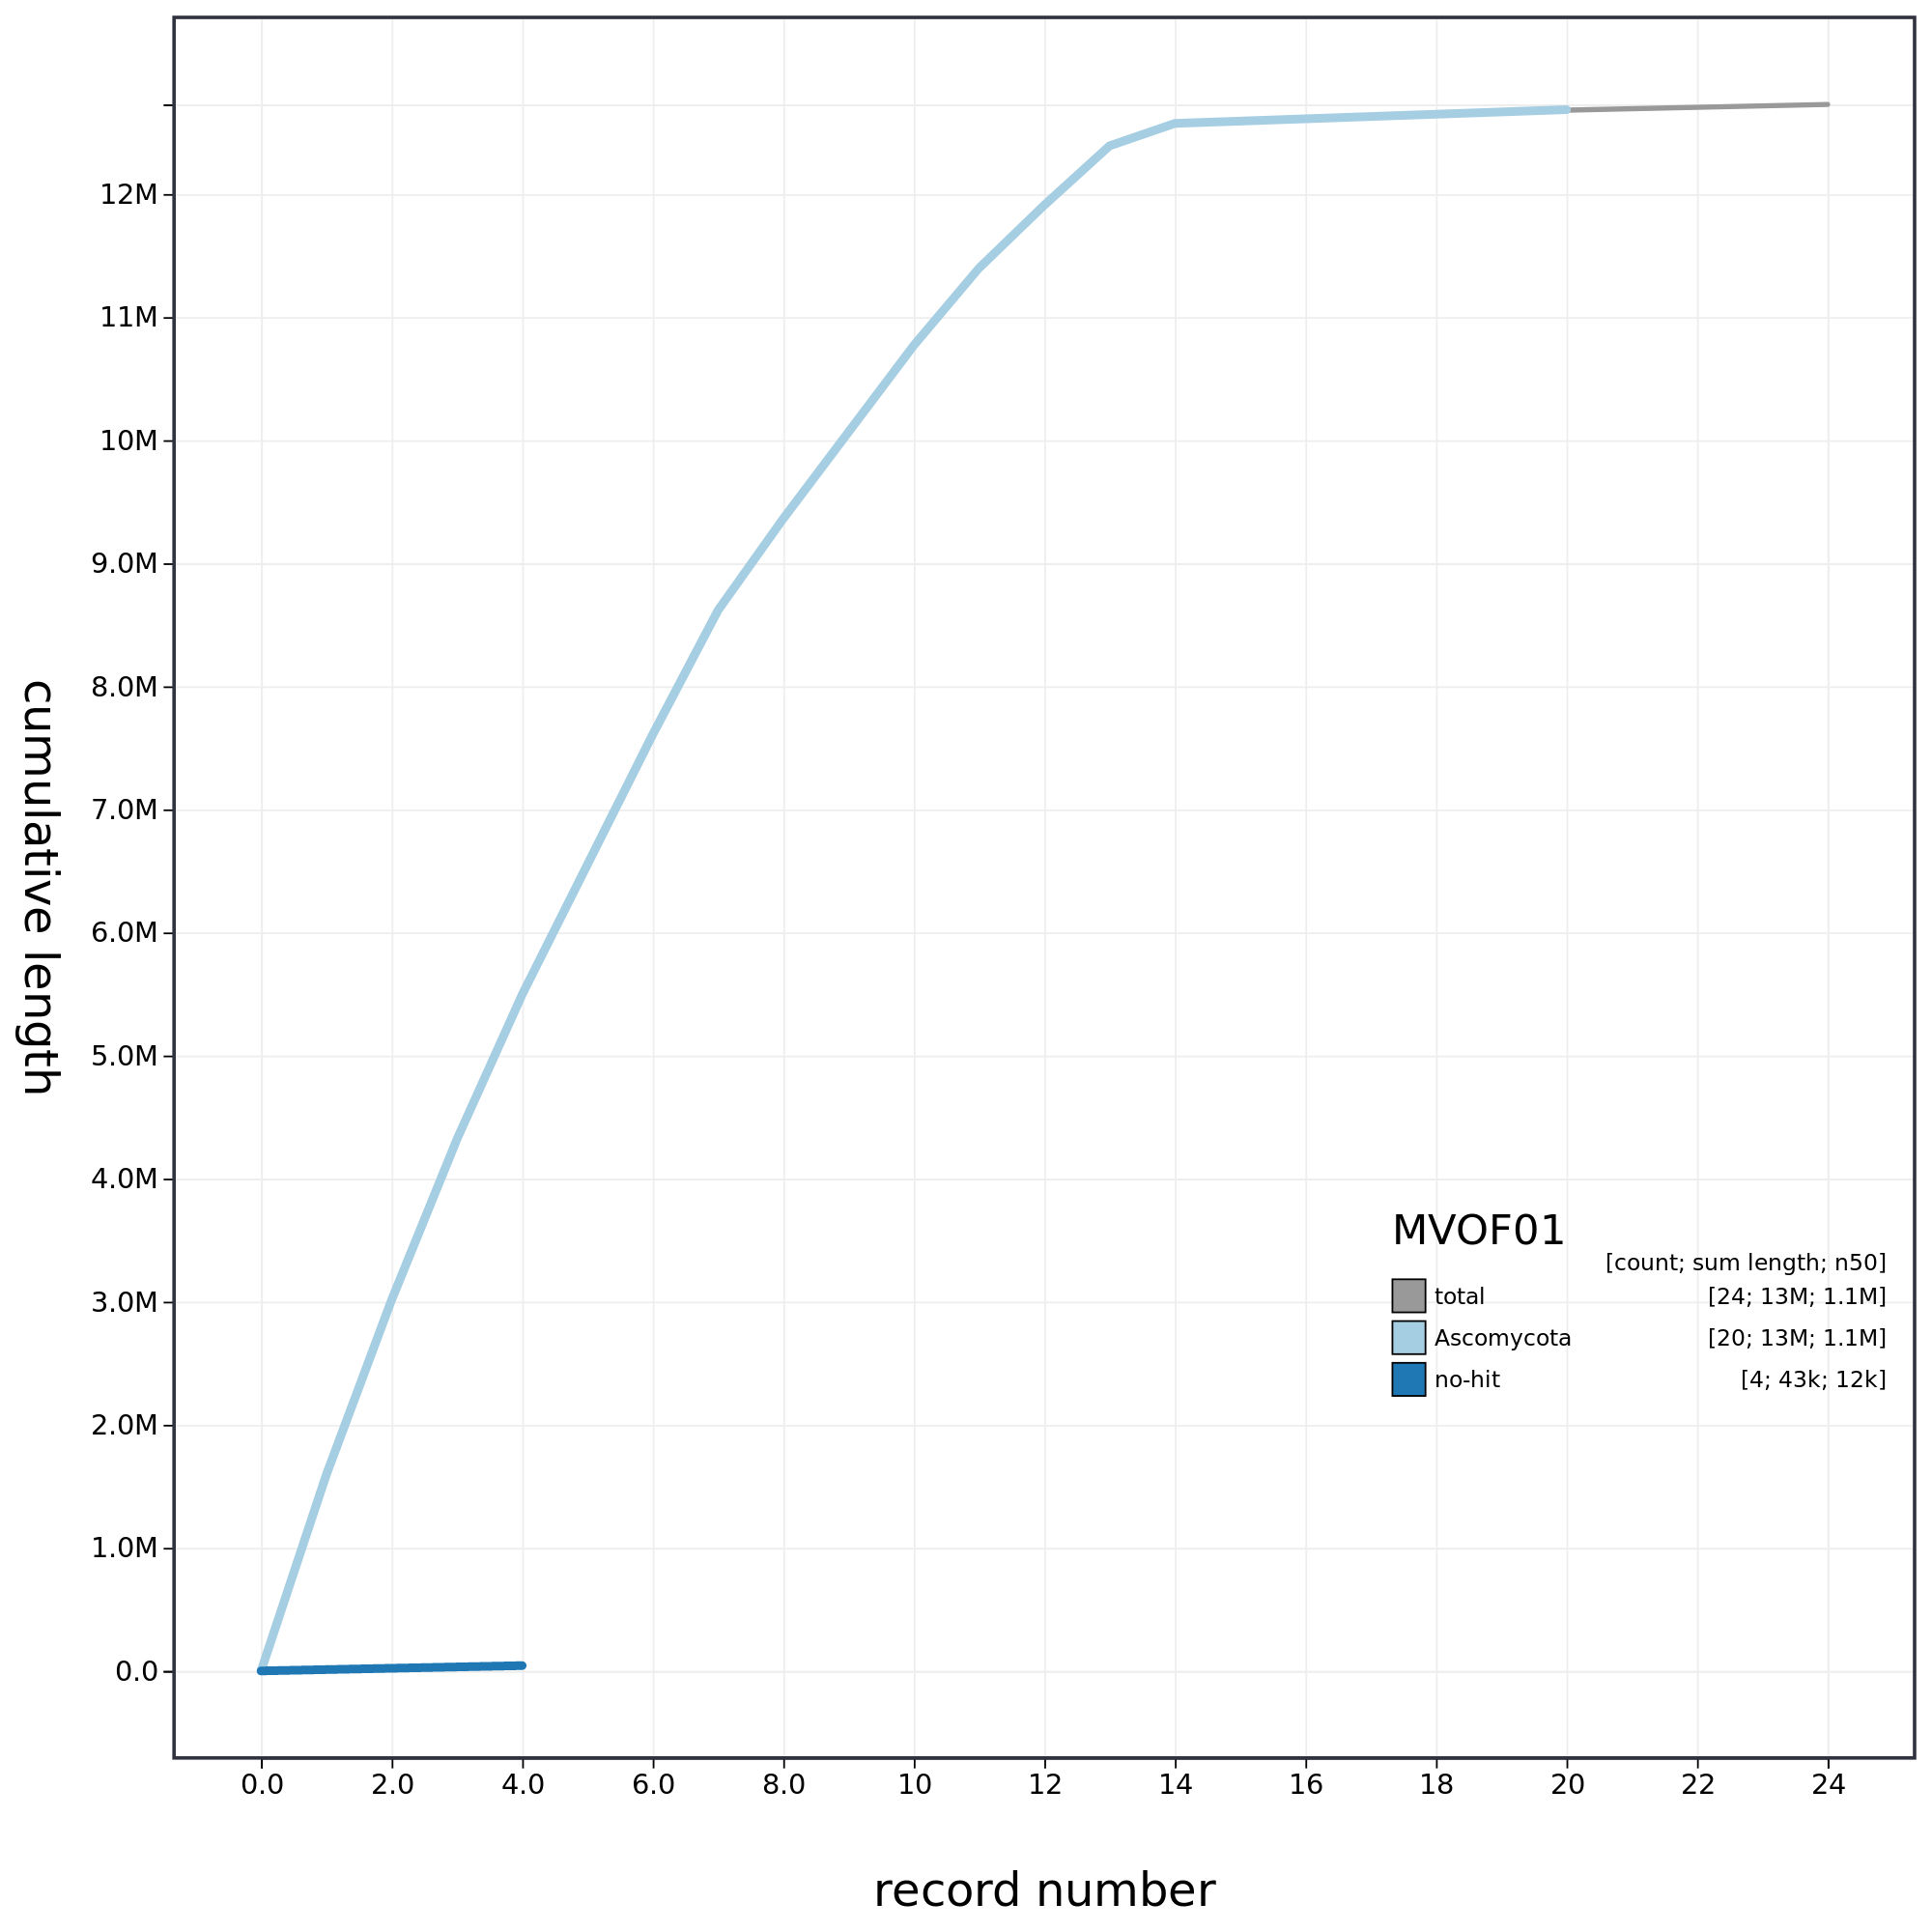 12M
11M
10M
9.0M
8.0M
7.0M
6.0M
5.0M
4.0M
3.0M
2.0M
1.0M
0.0
cumulative length
MVOF01
[count; sum length; n50]
total [24; 13M; 1.1M]
Ascomycota [20; 13M; 1.1M]
no-hit [4; 43k; 12k]
0.0 2.0 4.0 6.0 8.0 10 12 14 16 18 20 22 24
record number